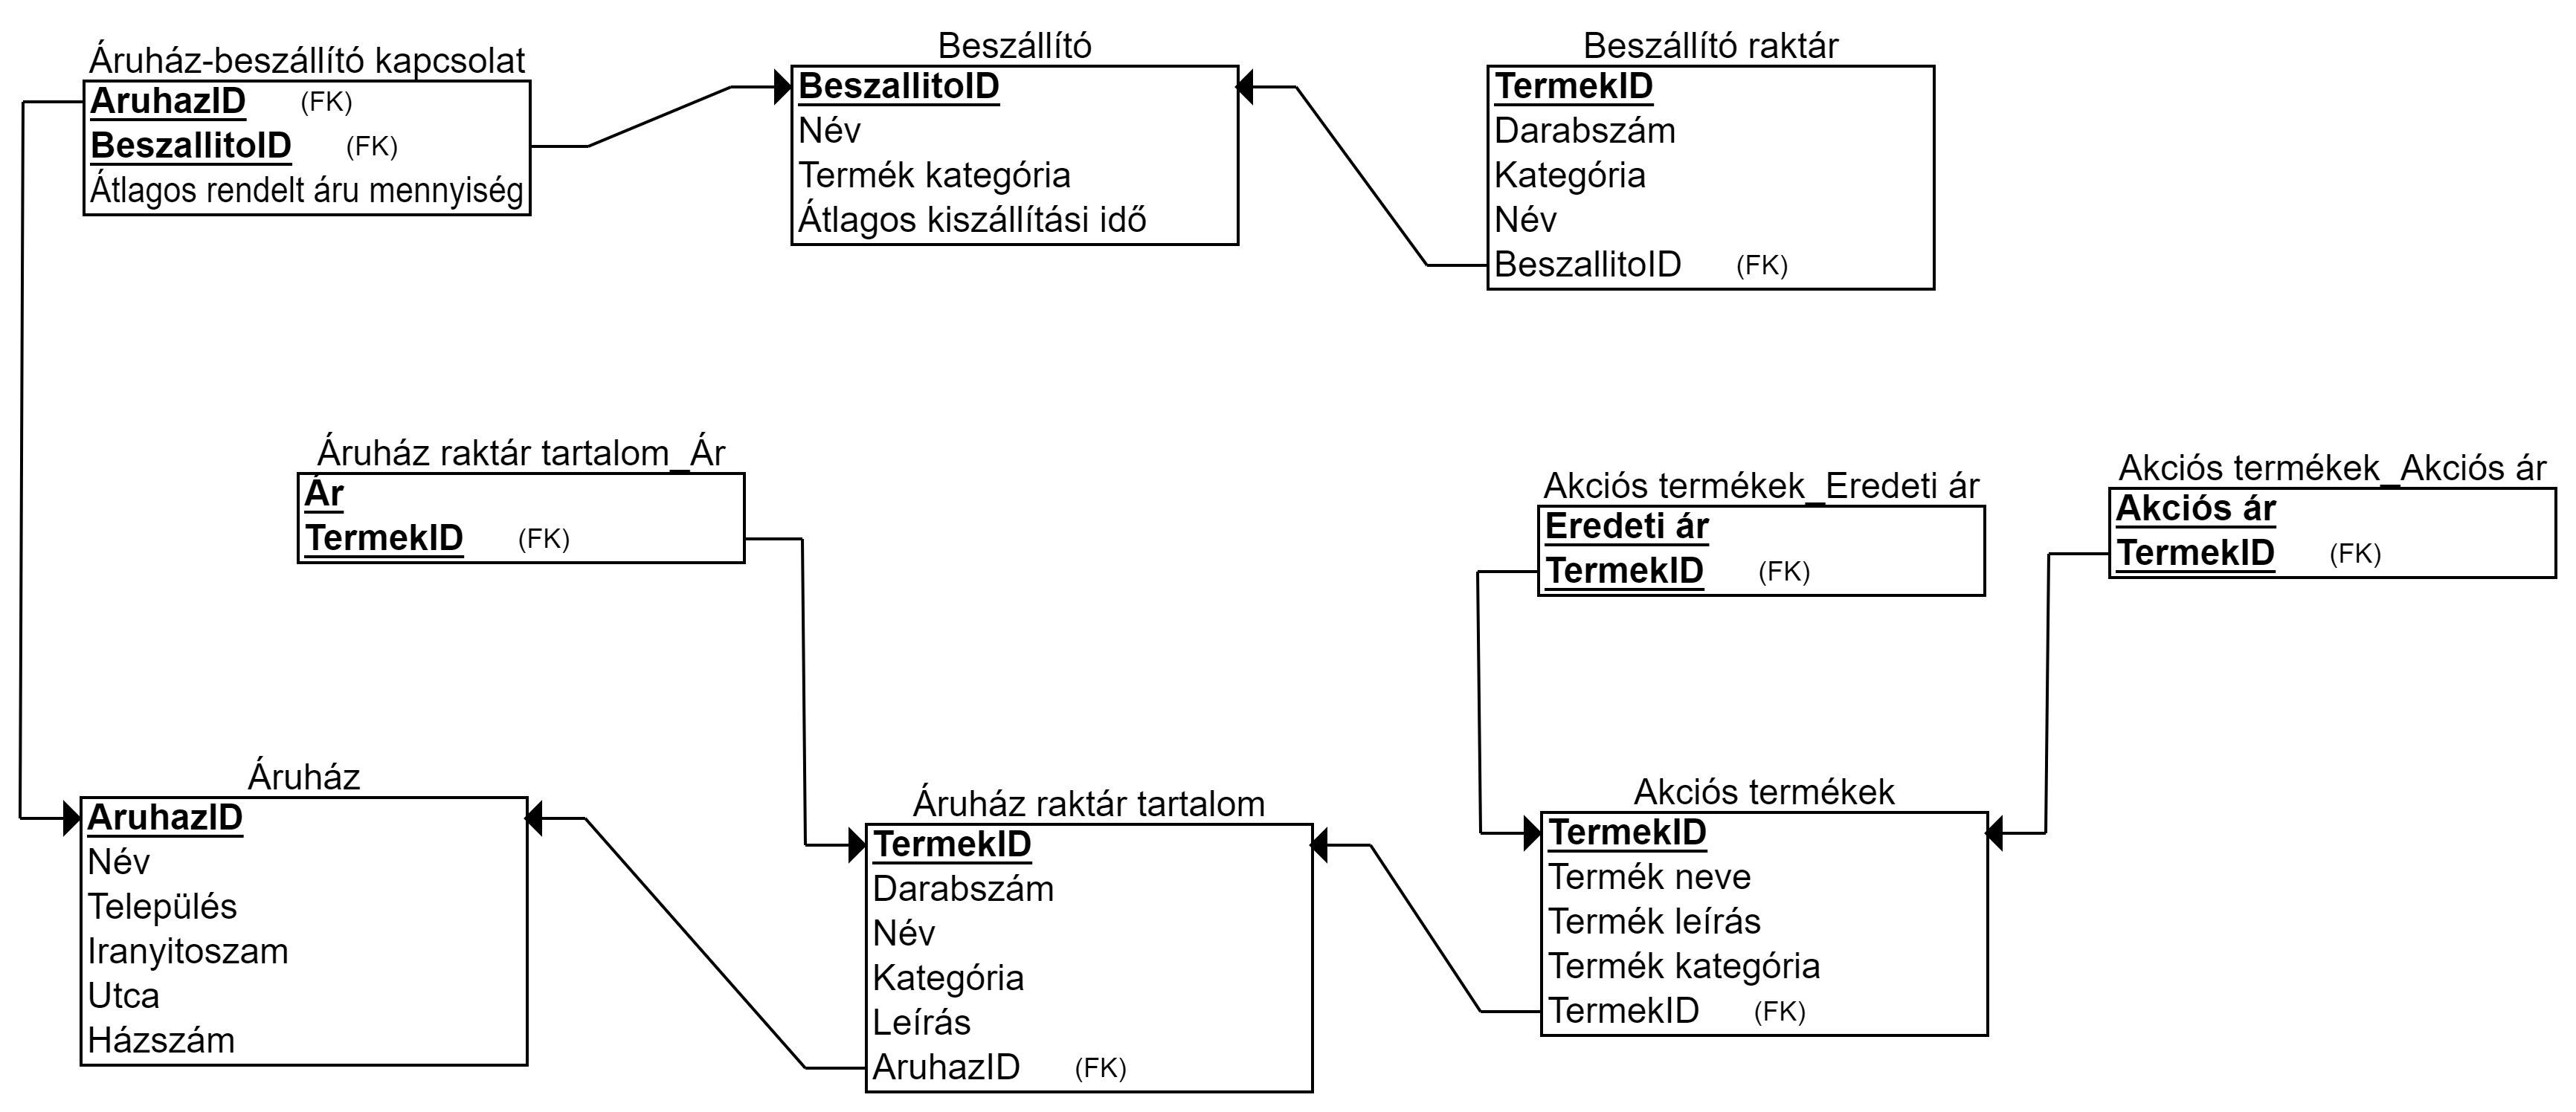 Áruház-beszállító kapcsolat
AruhazID (FK)
BeszallitoID (FK)
Átlagos rendelt áru mennyiség
Beszállító
BeszallitoID
Név
Termék kategória
Átlagos kiszállítási idő
Beszállító raktár
TermekID
Darabszám
Kategória
Név
BeszallitoID (FK)
Áruház raktár tartalom_Ár
Ár
TermekID (FK)
Akciós termékek_Eredeti ár
Eredeti ár
TermekID (FK)
Akciós termékek_Akciós ár
Akciós ár
TermekID (FK)
Áruház
AruhazID
Név
Település
Iranyitoszam
Utca
Házszám
Áruház raktár tartalom
TermekID
Darabszám
Név
Kategória
Leírás
AruhazID (FK)
Akciós termékek
TermekID
Termék neve
Termék leírás
Termék kategória
TermekID (FK)